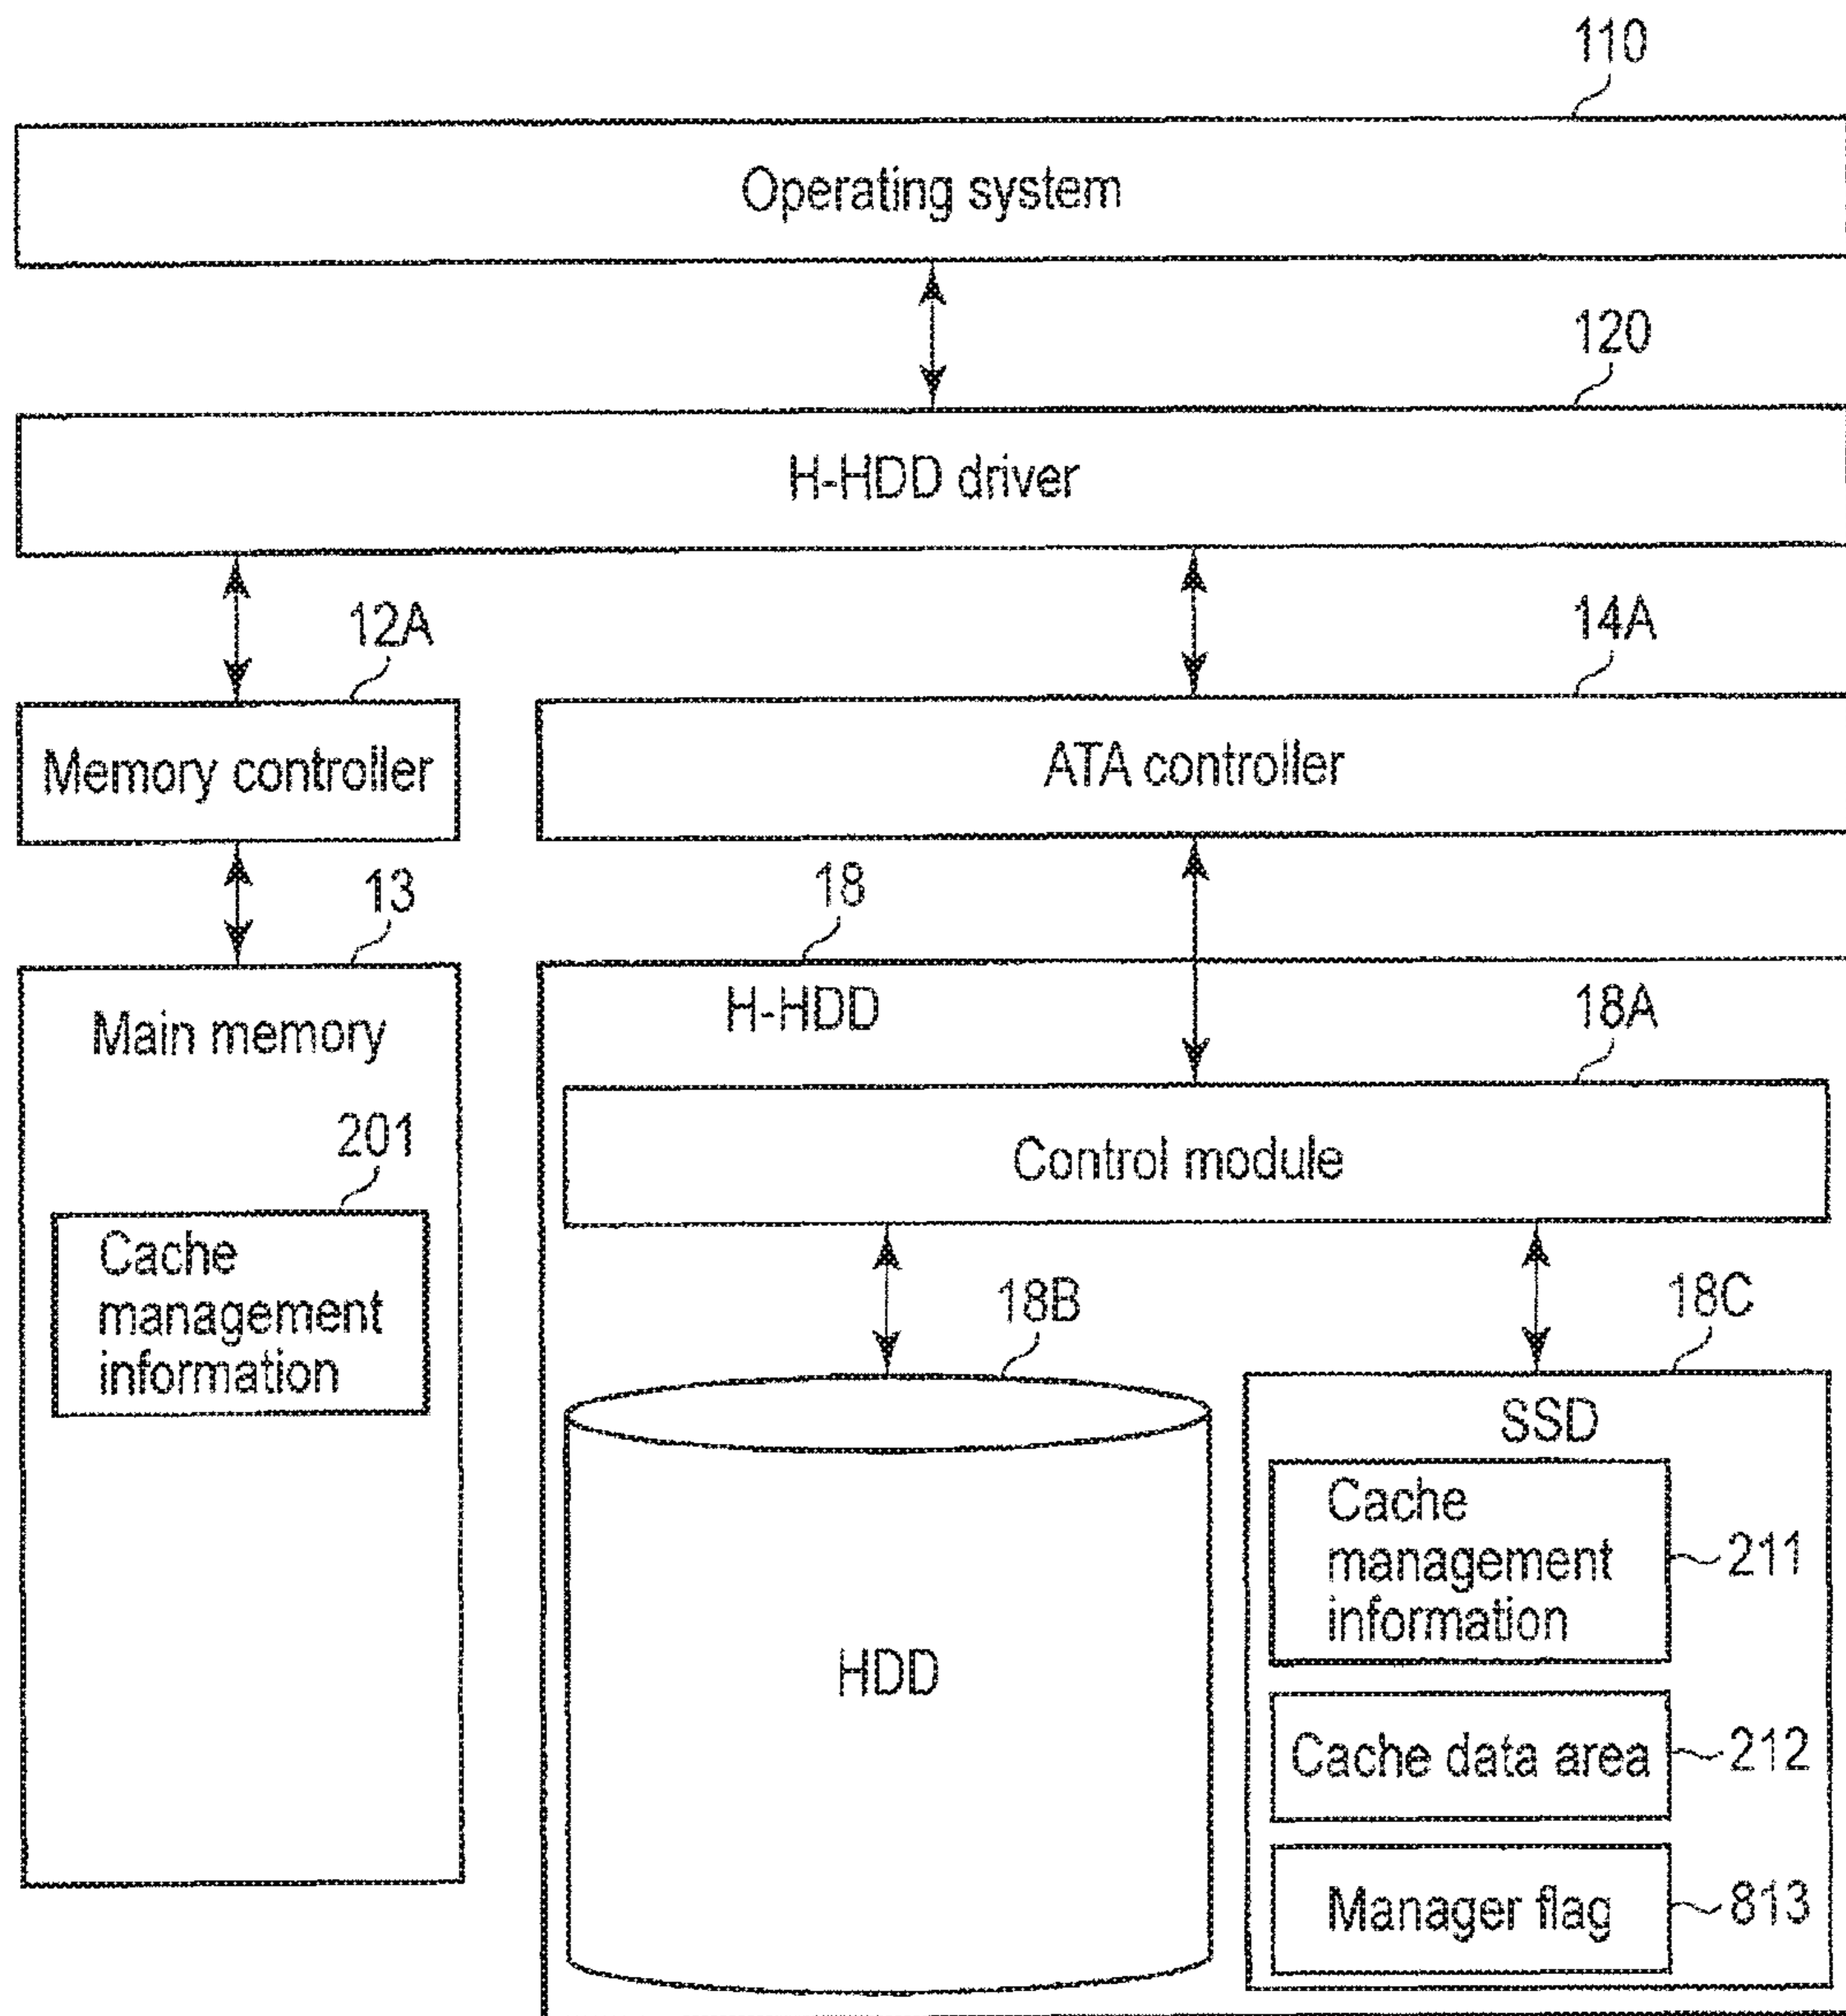 110
Operating system
120
H-HDD driver
12A
14A
Memory controller
ATA controller
13
18
Main memory
H-HDD
18A
201
Control module
Cache
management
information
18B
18C
SSD
Cache
management
information
211
HDD
Cache data area
212
Manager flag
813